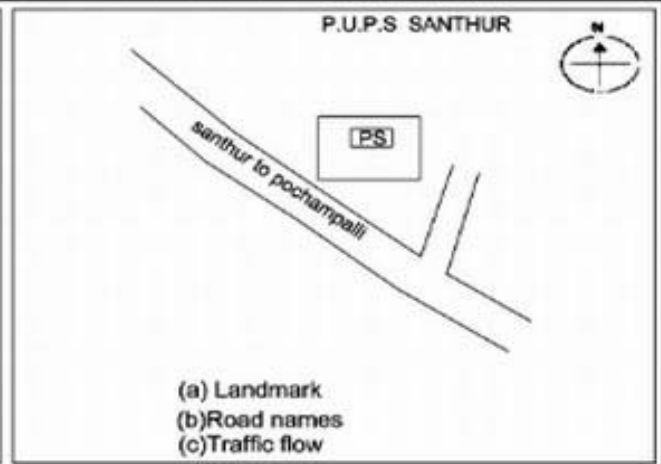 P.U.P.S SANTHUR
N
PS
santhur to pochampalli
(a) Landmark
(b)Road names
(c)Traffic flow